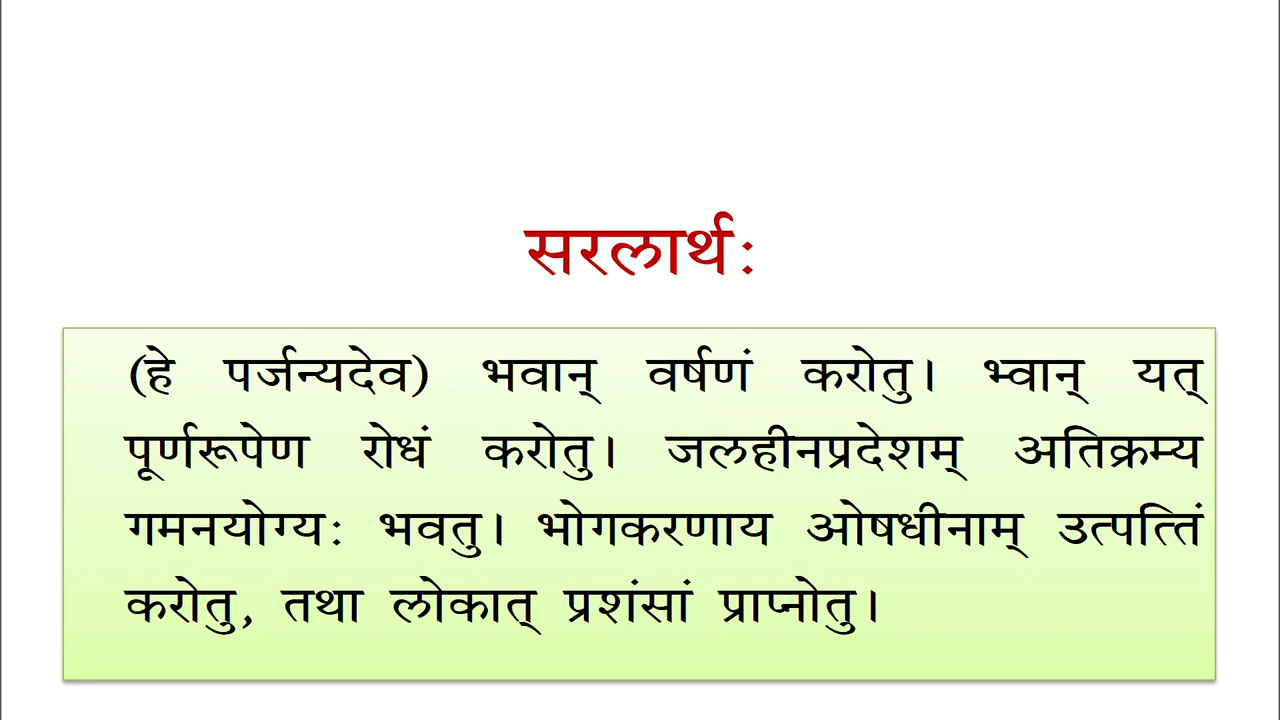 सरलार्थः
(हे पर्जन्यदेव) भवान् वर्षणं करोतु। भ्वान् यत्
पूर्णरूपेण रोधं करोतु। जलहीनप्रदेशम् अतिक्रम्य
गमनयोग्यः भवतु। भोगकरणाय ओषधीनाम् उत्पत्तिं
करोतु, तथा लोकात् प्रशंसां प्राप्नोतु।